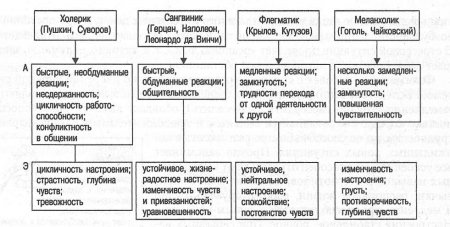 Холерик
(Пушкин, Суворов)
Сангвиник
(Герцен, Наполеон,
Леонардо да Винчи)
Флегматик
(Крылов, Кутузов)
Меланхолик
(Гоголь, Чайковский)
А
быстрые, необдуманные
реакции;
несдержанность;
цикличность работо-
способности;
конфликтность
в общении
быстрые,
обдуманные реакции;
общительность
медленные реакции;
замкнутость;
трудности перехода
от одной деятельности
к другой
несколько замедлен-
ные реакции;
замкнутость;
повышенная
чувствительность
Э
цикличность настроения;
страстность, глубина
чувств;
тревожность
устойчивое, жизне-
радостное настроение;
изменчивость чувств
и привязанностей;
уравновешенность
устойчивое,
нейтральное
настроение;
спокойствие;
постоянство чувств
изменчивость
настроения;
грусть;
противоречивость,
глубина чувств